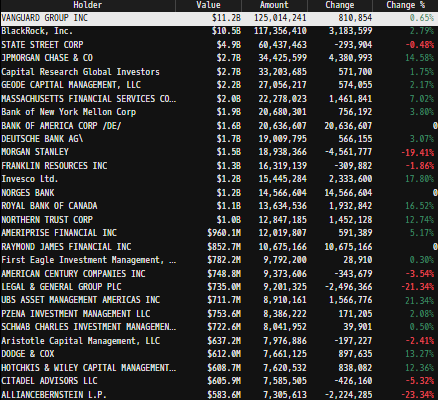 Holder Value Amount Change Change %
VANGUARD GROUP INC $11.2B 125,014,241 810,854 0.65%
BlackRock, Inc. $10.5B 117,356,410 3,183,599 2.79%
STATE STREET CORP $4.9B 60,437,463 -293,904 -0.48%
JPMORGAN CHASE & CO $2.7B 34,425,599 4,380,993 14.58%
Capital Research Global Investors $2.7B 33,203,685 571,700 1.75%
GEODE CAPITAL MANAGEMENT, LLC $2.2B 27,056,217 574,055 2.17%
MASSACHUSETTS FINANCIAL SERVICES CO... $2.0B 22,278,023 1,461,841 7.02%
Bank of New York Mellon Corp $1.9B 20,680,301 756,192 3.80%
BANK OF AMERICA CORP /DE/ $1.6B 20,636,607 20,636,607 0
DEUTSCHE BANK AG\ $1.7B 19,009,795 566,155 3.07%
MORGAN STANLEY $1.5B 18,938,366 -4,561,777 -19.41%
FRANKLIN RESOURCES INC $1.3B 16,319,139 -309,882 -1.86%
Invesco Ltd. $1.2B 15,445,284 2,333,600 17.80%
NORGES BANK $1.2B 14,566,604 14,566,604 0
ROYAL BANK OF CANADA $1.1B 13,634,536 1,932,842 16.52%
NORTHERN TRUST CORP $1.0B 12,847,185 1,452,128 12.74%
AMERIPRISE FINANCIAL INC $960.1M 12,019,807 591,389 5.17%
RAYMOND JAMES FINANCIAL INC $852.7M 10,675,166 10,675,166 0
First Eagle Investment Management, ... $782.2M 9,792,200 28,910 0.30%
AMERICAN CENTURY COMPANIES INC $748.8M 9,373,606 -343,679 -3.54%
LEGAL & GENERAL GROUP PLC $735.0M 9,201,325 -2,496,366 -21.34%
UBS ASSET MANAGEMENT AMERICAS INC $711.7M 8,910,161 1,566,776 21.34%
PZENA INVESTMENT MANAGEMENT LLC $753.6M 8,386,222 171,205 2.08%
SCHWAB CHARLES INVESTMENT MANAGEMEN... $722.6M 8,041,952 39,901 0.50%
Aristotle Capital Management, LLC $637.2M 7,976,886 -197,227 -2.41%
DODGE & COX $612.0M 7,661,125 897,635 13.27%
HOTCHKIS & WILEY CAPITAL MANAGEMENT... $608.7M 7,620,532 838,082 12.36%
CITADEL ADVISORS LLC $605.9M 7,585,505 -426,160 -5.32%
ALLIANCEBERNSTEIN L.P. $583.6M 7,305,613 -2,224,285 -23.34%